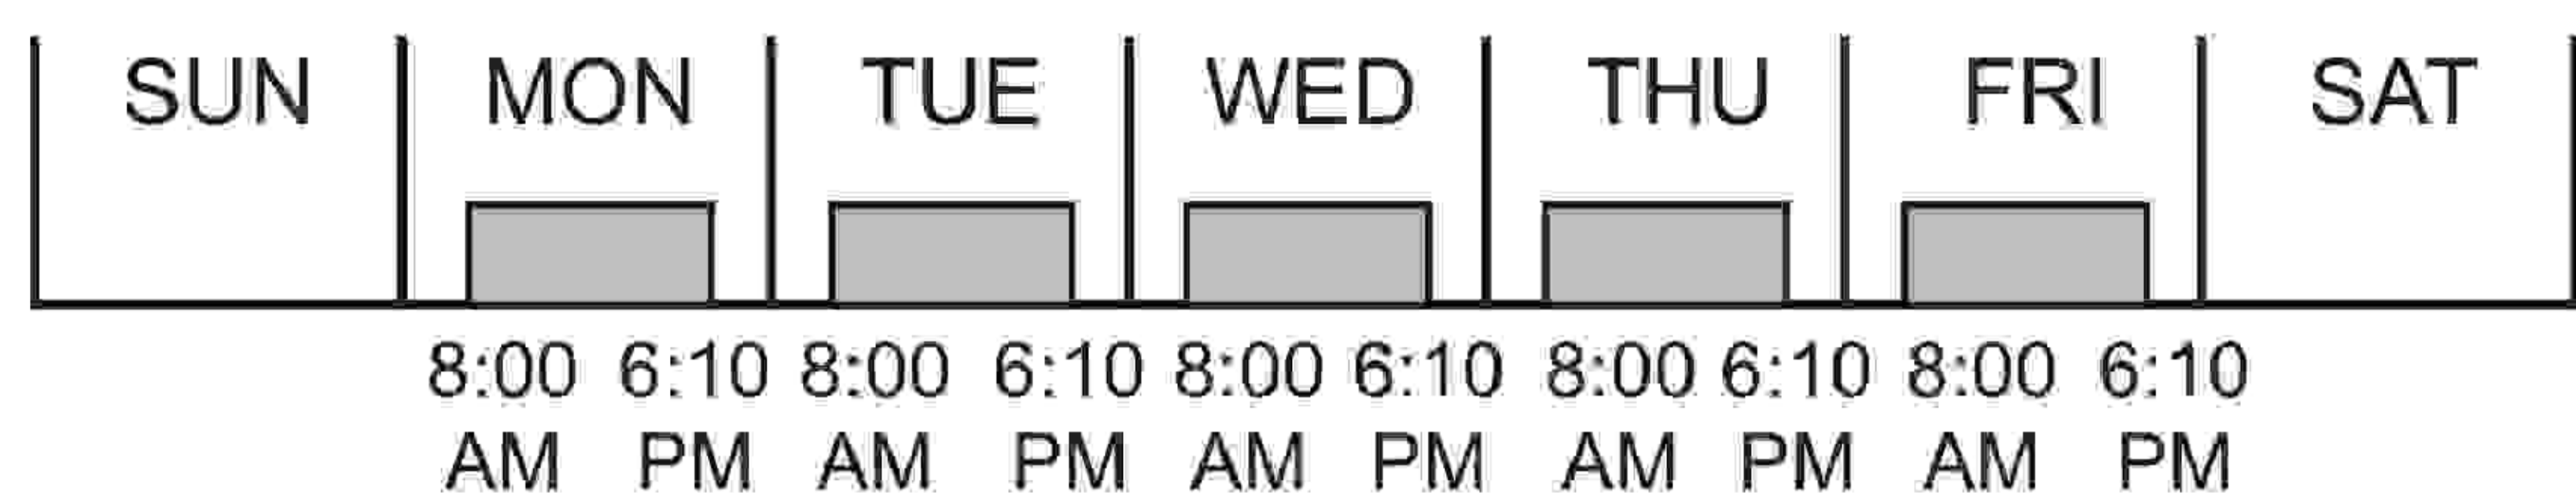 SUN MON TUE WED THU FRI SAT
8:00 6:10 8:00 6:10 8:00 6:10 8:00 6:10 8:00 6:10
AM PM AM PM AM PM AM PM AM PM